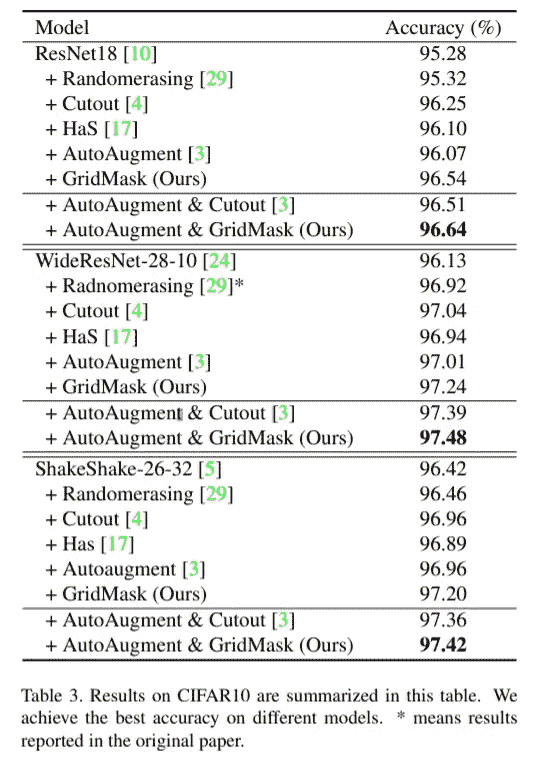 Model Accuracy (%)
ResNet18 [10] 95.28
+ Randomerasing [29] 95.32
+ Cutout [4] 96.25
+ HaS [17] 96.10
+ AutoAugment [3] 96.07
+ GridMask (Ours) 96.54
+ AutoAugment & Cutout [3] 96.51
+ AutoAugment & GridMask (Ours) 96.64
WideResNet-28-10 [24] 96.13
+ Radnomerasing [29]* 96.92
+ Cutout [4] 97.04
+ HaS [17] 96.94
+ AutoAugment [3] 97.01
+ GridMask (Ours) 97.24
+ AutoAugment & Cutout [3] 97.39
+ AutoAugment & GridMask (Ours) 97.48
ShakeShake-26-32 [5] 96.42
+ Randomerasing [29] 96.46
+ Cutout [4] 96.96
+ Has [17] 96.89
+ Autoaugment [3] 96.96
+ GridMask (Ours) 97.20
+ AutoAugment & Cutout [3] 97.36
+ AutoAugment & GridMask (Ours) 97.42
Table 3. Results on CIFAR10 are summarized in this table. We
achieve the best accuracy on different models. * means results
reported in the original paper.